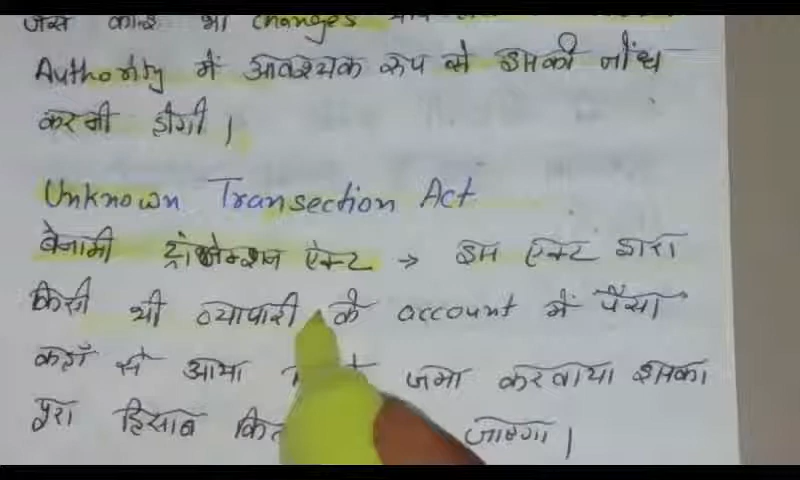 जैसे कोई भी changes
Authority में आवश्यक रूप से इसकी नोंध
करनी होगी।
Unknown Transection Act
बेनामी ट्रांजेक्शन ऐक्ट → इस एक्ट द्वारा
किसी भी व्यापारी के account में पैसा
कहाँ से आया जमा करवाया इसका
पुरा हिसाब जाएगा।